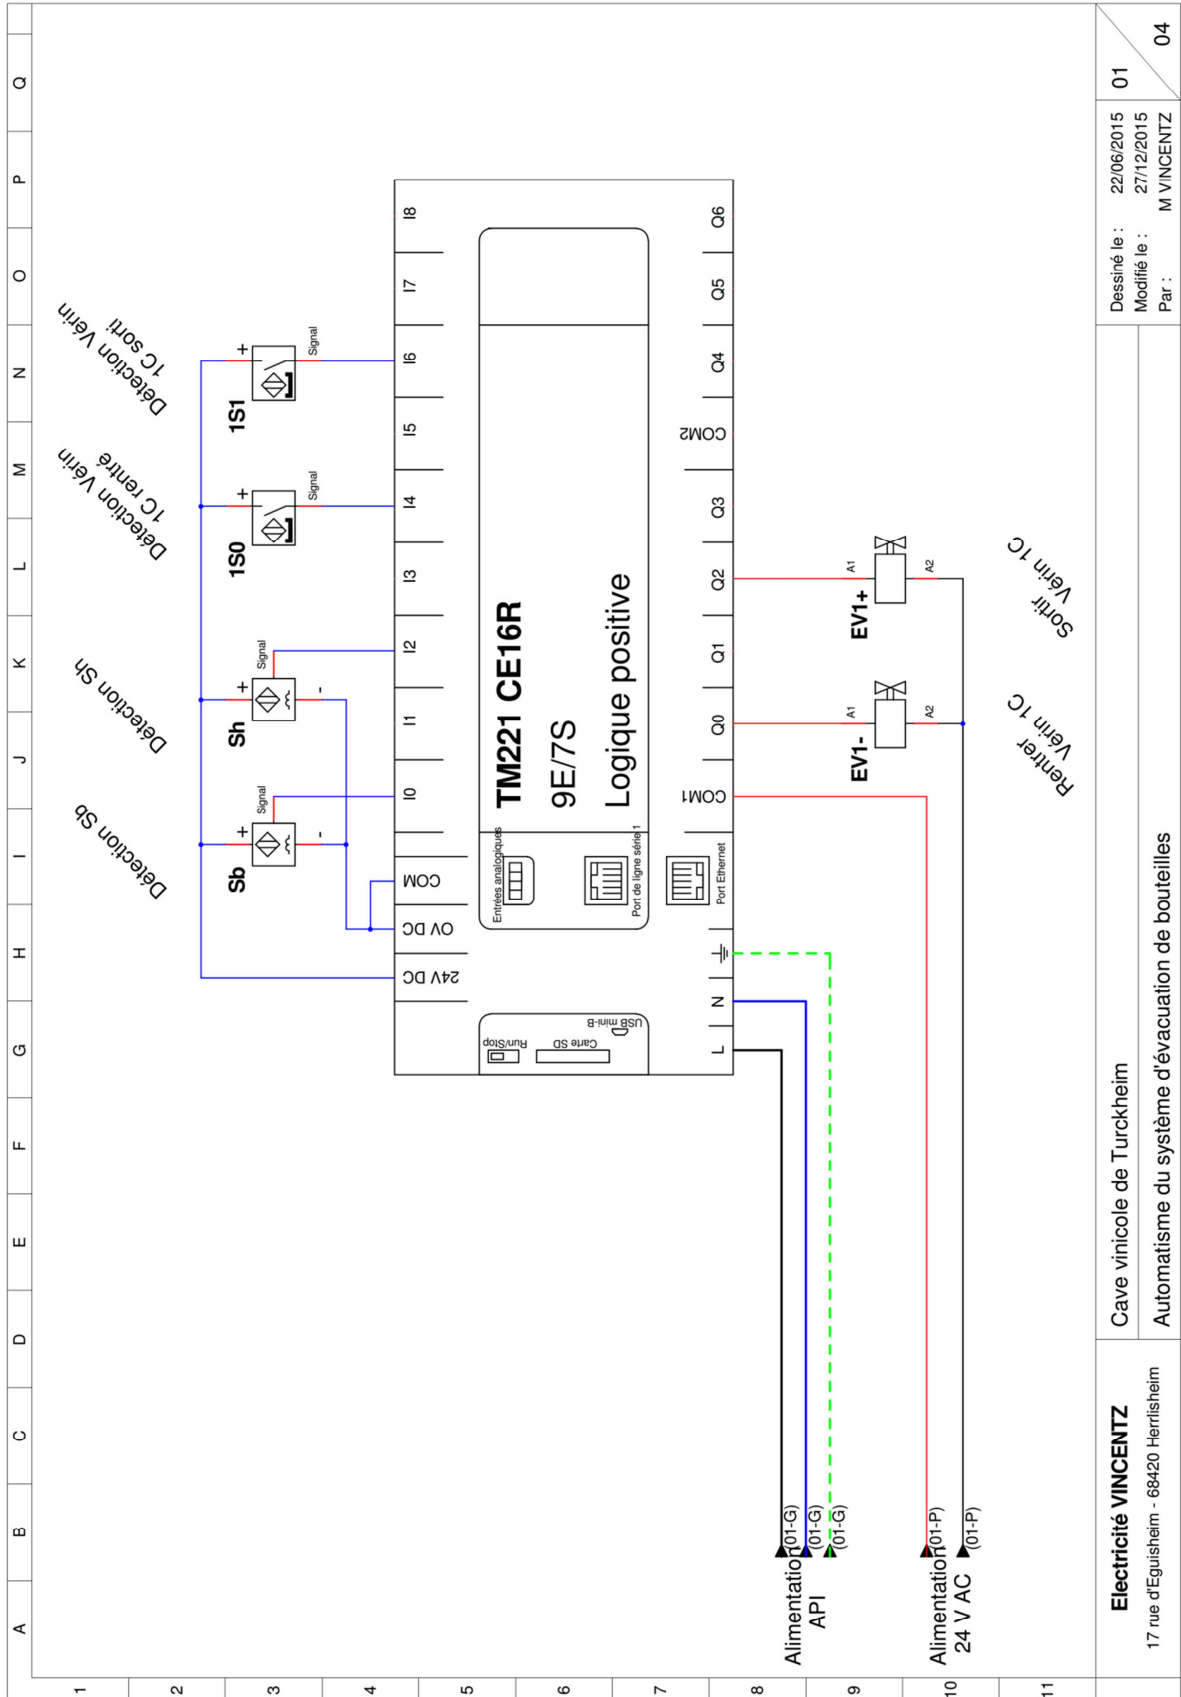 A B C D E F G H I J K L M N O P Q
1
2
3
4
5
6
7
8
9
10
11
Détection Sb
Détection Sh
Détection Vérin
1C rentré
Détection Vérin
1C sorti
Sb
+
Signal
-
Sh
+
Signal
-
1S0
+
Signal
1S1
+
Signal
24V DC
0V DC
COM
I0
I1
I2
I3
I4
I5
I6
I7
I8
Run/Stop
Carte SD
USB mini-B
Entrées analogiques
Port de ligne série 1
Port Ethernet
TM221 CE16R
9E/7S
Logique positive
L
N
COM1
Q0
Q1
Q2
Q3
COM2
Q4
Q5
Q6
EV1-
A1
A2
EV1+
A1
A2
Rentrer
Vérin 1C
Sortir
Vérin 1C
Alimentation
API
(01-G)
(01-G)
(01-G)
Alimentation
24 V AC
(01-P)
(01-P)
Electricité VINCENTZ
17 rue d'Eguisheim - 68420 Herrlisheim
Cave vinicole de Turckheim
Automatisme du système d'évacuation de bouteilles
Dessiné le : 22/06/2015
Modifié le : 27/12/2015
Par : M VINCENTZ
01
04